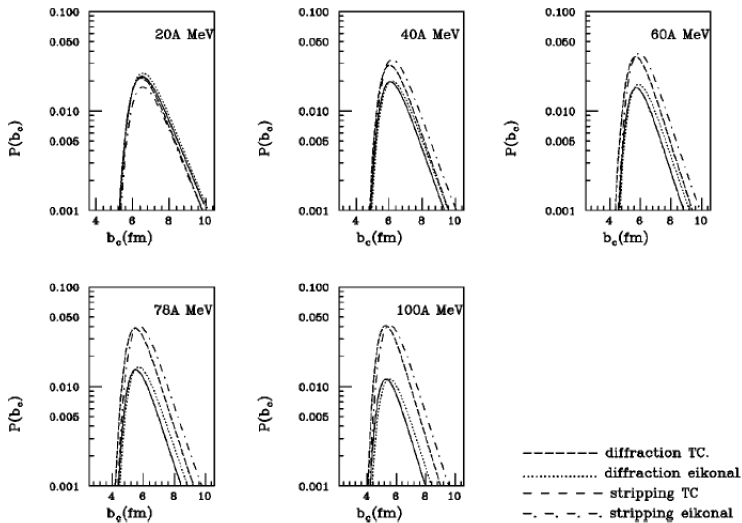 0.100
0.050
0.010
0.005
0.001
P(b_c)
20A MeV
4 6 8 10
b_c(fm)
0.100
0.050
0.010
0.005
0.001
P(b_c)
40A MeV
4 6 8 10
b_c(fm)
0.100
0.050
0.010
0.005
0.001
P(b_c)
60A MeV
4 6 8 10
b_c(fm)
0.100
0.050
0.010
0.005
0.001
P(b_c)
78A MeV
4 6 8 10
b_c(fm)
0.100
0.050
0.010
0.005
0.001
P(b_c)
100A MeV
4 6 8 10
b_c(fm)
diffraction TC.
diffraction eikonal
stripping TC
stripping eikonal